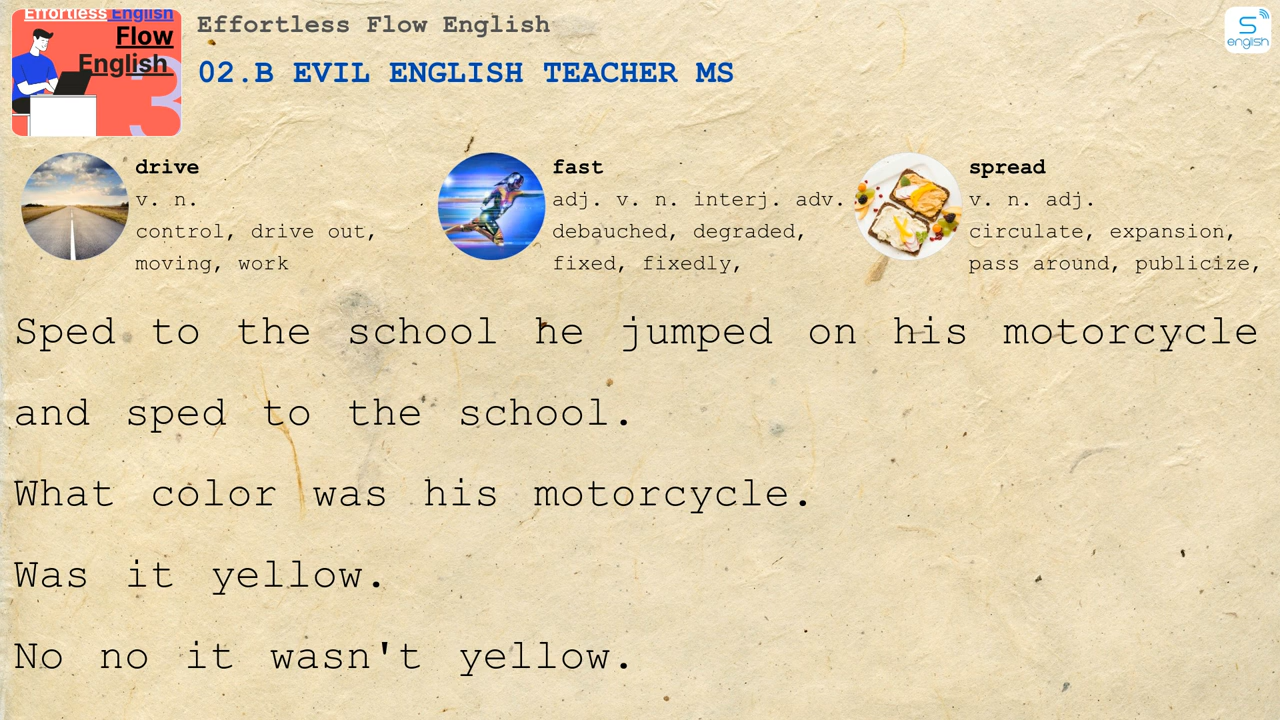 Effortless English
Flow
English
3
Effortless Flow English
02.B EVIL ENGLISH TEACHER MS
S
english
drive
v. n.
control, drive out,
moving, work
fast
adj. v. n. interj. adv.
debauched, degraded,
fixed, fixedly,
spread
v. n. adj.
circulate, expansion,
pass around, publicize,
Sped to the school he jumped on his motorcycle
and sped to the school.
What color was his motorcycle.
Was it yellow.
No no it wasn't yellow.